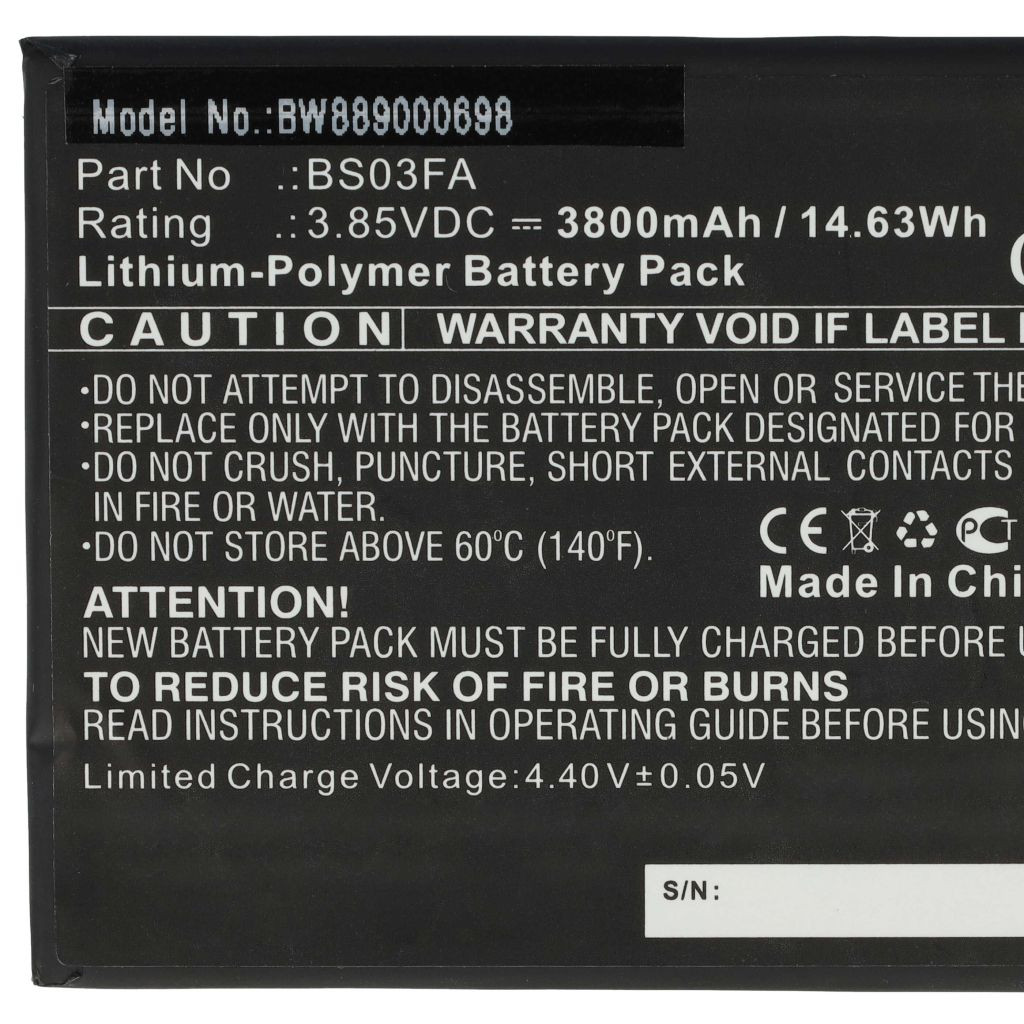 Model No.:BW889000698
Part No .:BS03FA
Rating .:3.85VDC ⎓ 3800mAh / 14.63Wh
Lithium-Polymer Battery Pack
CAUTION WARRANTY VOID IF LABEL
•DO NOT ATTEMPT TO DISASSEMBLE, OPEN OR SERVICE THE
•REPLACE ONLY WITH THE BATTERY PACK DESIGNATED FOR
•DO NOT CRUSH, PUNCTURE, SHORT EXTERNAL CONTACTS
IN FIRE OR WATER.
•DO NOT STORE ABOVE 60°C (140°F).
CE PCT
Made In Chi
ATTENTION!
NEW BATTERY PACK MUST BE FULLY CHARGED BEFORE
TO REDUCE RISK OF FIRE OR BURNS
READ INSTRUCTIONS IN OPERATING GUIDE BEFORE USIN
Limited Charge Voltage:4.40V±0.05V
S/N: